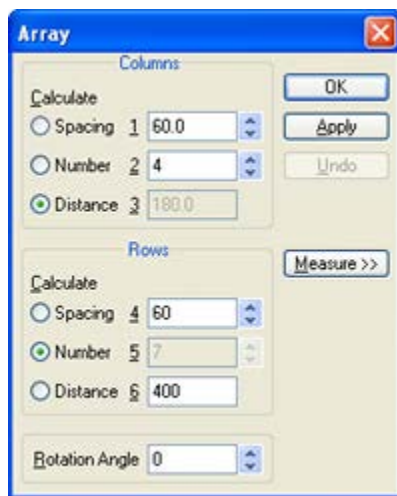 Array
Columns
OK
Calculate
Spacing 1 60.0
Apply
Number 2 4
Undo
Distance 3 180.0
Rows
Measure >>
Calculate
Spacing 4 60
Number 5 7
Distance 6 400
Rotation Angle 0